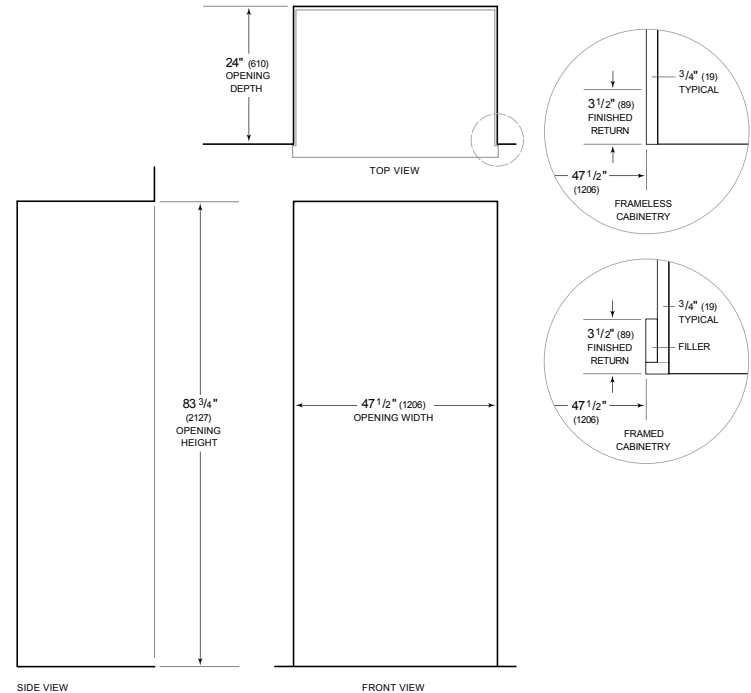 24" (610)
OPENING
DEPTH
TOP VIEW
3/4" (19)
TYPICAL
3 1/2" (89)
FINISHED
RETURN
47 1/2"
(1206)
FRAMELESS
CABINETRY
3/4" (19)
TYPICAL
3 1/2" (89)
FINISHED
RETURN
FILLER
47 1/2"
(1206)
FRAMED
CABINETRY
83 3/4"
(2127)
OPENING
HEIGHT
47 1/2" (1206)
OPENING WIDTH
SIDE VIEW
FRONT VIEW